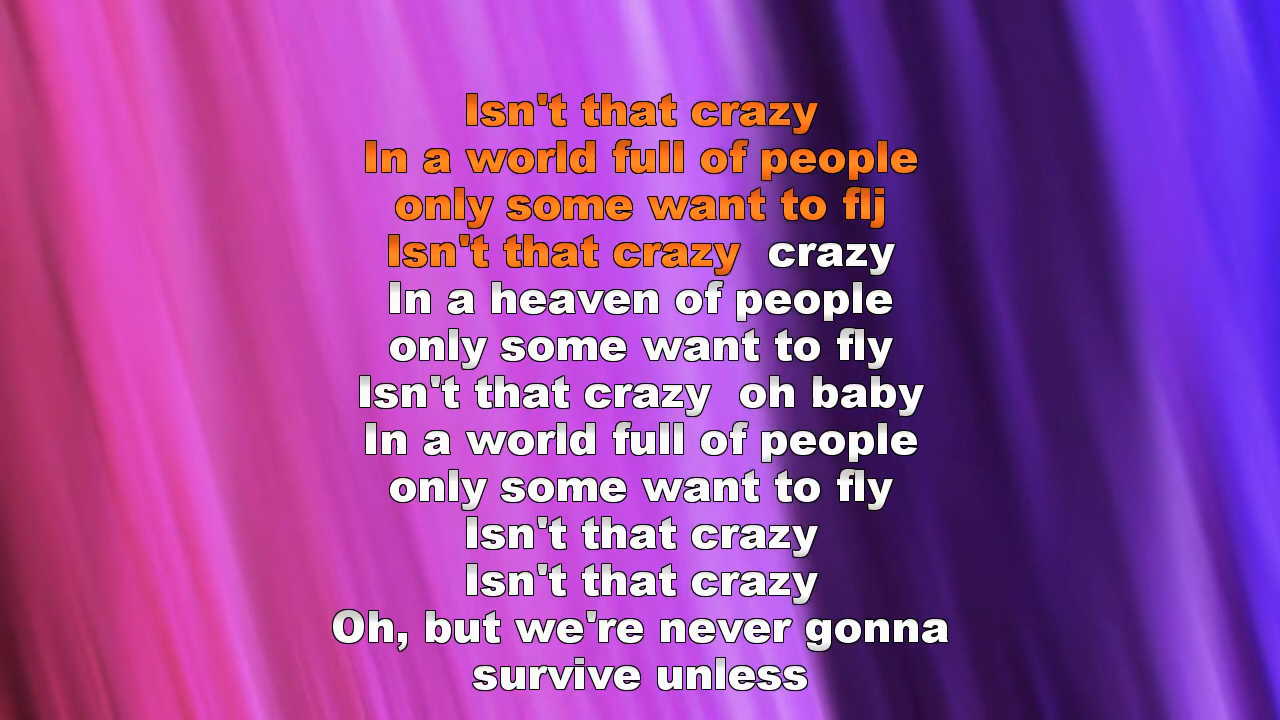 Isn't that crazy
In a world full of people
only some want to flj
Isn't that crazy  crazy
In a heaven of people
only some want to fly
Isn't that crazy  oh baby
In a world full of people
only some want to fly
Isn't that crazy
Isn't that crazy
Oh, but we're never gonna
survive unless